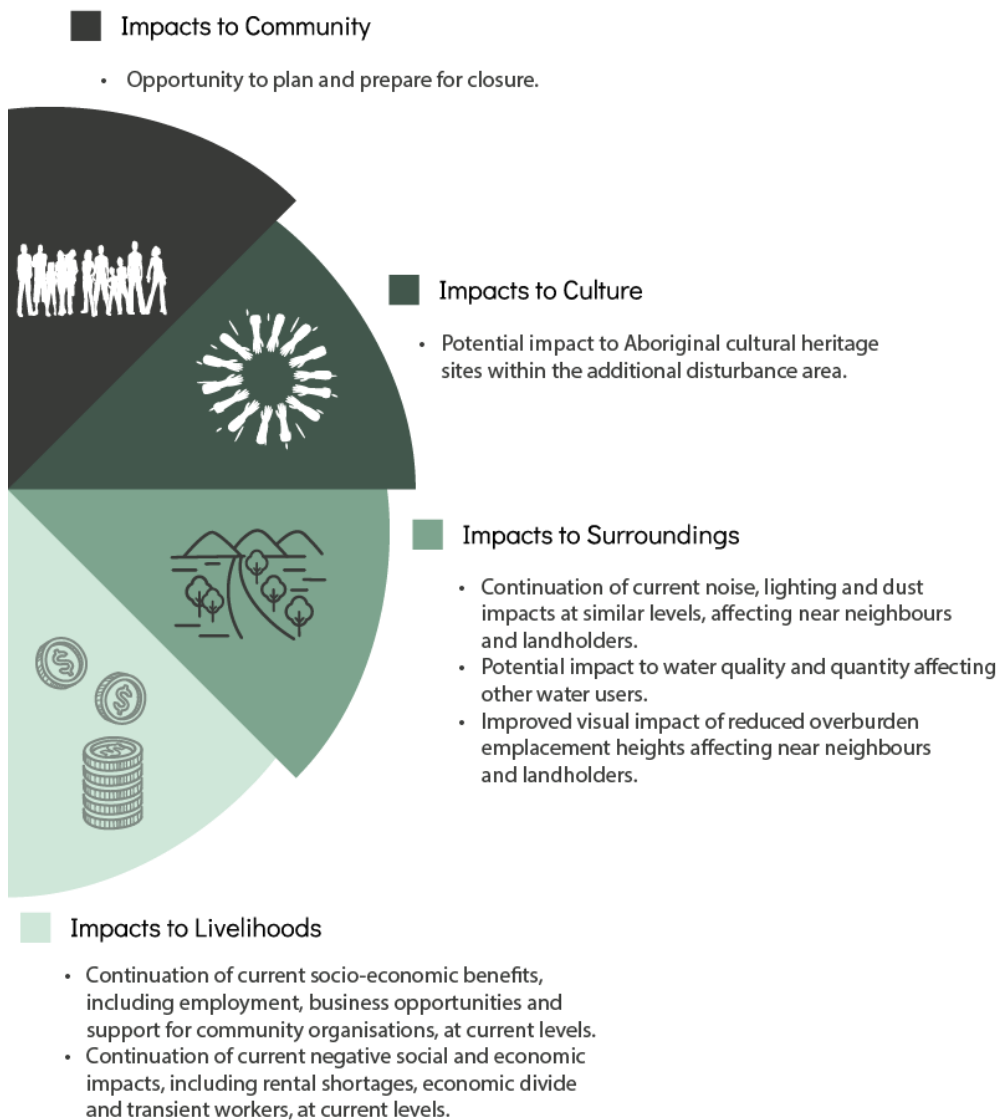 Impacts to Community
• Opportunity to plan and prepare for closure.
Impacts to Culture
• Potential impact to Aboriginal cultural heritage
sites within the additional disturbance area.
Impacts to Surroundings
• Continuation of current noise, lighting and dust
impacts at similar levels, affecting near neighbours
and landholders.
• Potential impact to water quality and quantity affecting
other water users.
• Improved visual impact of reduced overburden
emplacement heights affecting near neighbours
and landholders.
Impacts to Livelihoods
• Continuation of current socio-economic benefits,
including employment, business opportunities and
support for community organisations, at current levels.
• Continuation of current negative social and economic
impacts, including rental shortages, economic divide
and transient workers, at current levels.